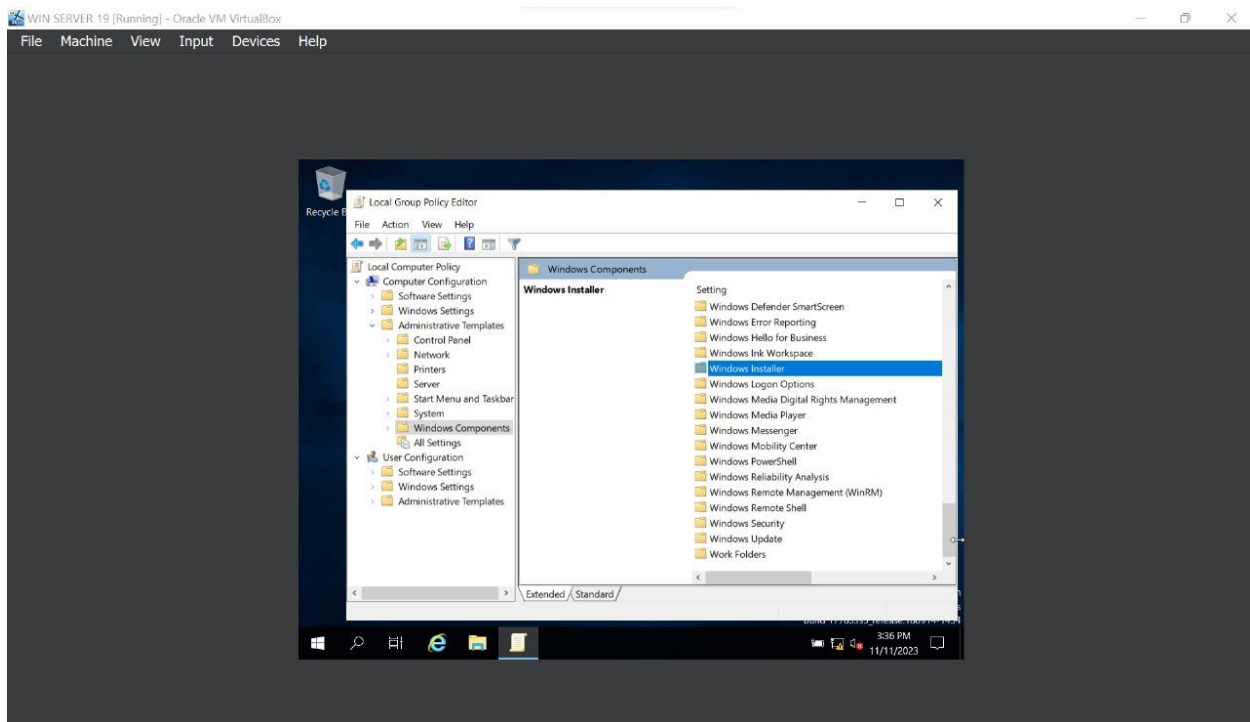 WIN SERVER 19 [Running] - Oracle VM VirtualBox
File Machine View Input Devices Help
Recycle B
Local Group Policy Editor
File Action View Help
Local Computer Policy
Computer Configuration
Software Settings
Windows Settings
Administrative Templates
Control Panel
Network
Printers
Server
Start Menu and Taskbar
System
Windows Components
All Settings
User Configuration
Software Settings
Windows Settings
Administrative Templates
Windows Components
Windows Installer
Setting
Windows Defender SmartScreen
Windows Error Reporting
Windows Hello for Business
Windows Ink Workspace
Windows Installer
Windows Logon Options
Windows Media Digital Rights Management
Windows Media Player
Windows Messenger
Windows Mobility Center
Windows PowerShell
Windows Reliability Analysis
Windows Remote Management (WinRM)
Windows Remote Shell
Windows Security
Windows Update
Work Folders
Extended Standard
3:36 PM
11/11/2023